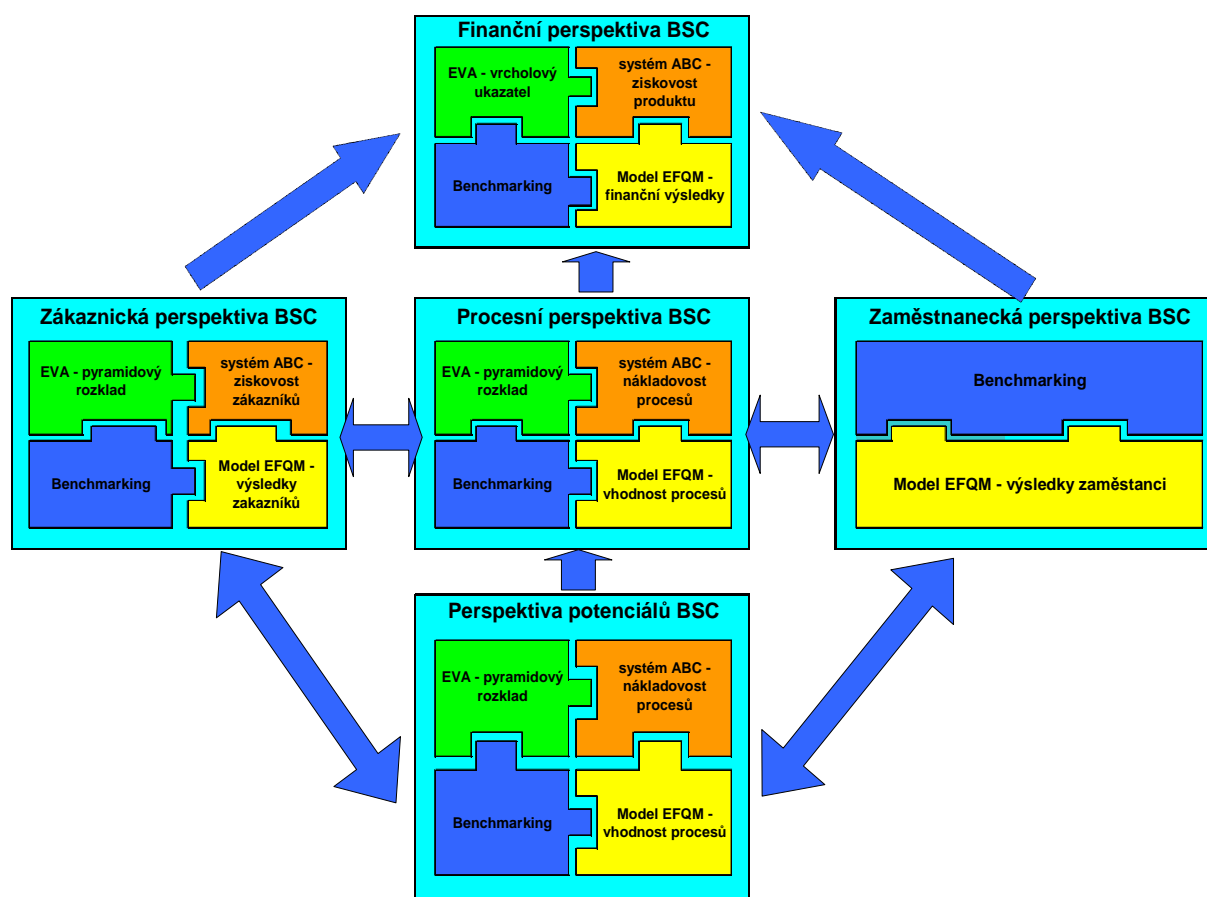 Finanční perspektiva BSC
EVA - vrcholový
ukazatel
systém ABC -
ziskovost
produktu
Benchmarking
Model EFQM -
finanční výsledky
Zákaznická perspektiva BSC
EVA - pyramidový
rozklad
systém ABC -
ziskovost
zákazníků
Benchmarking
Model EFQM -
výsledky
zakazníků
Procesní perspektiva BSC
EVA - pyramidový
rozklad
systém ABC -
nákladovost
procesů
Benchmarking
Model EFQM -
vhodnost procesů
Zaměstnanecká perspektiva BSC
Benchmarking
Model EFQM - výsledky zaměstanci
Perspektiva potenciálů BSC
EVA - pyramidový
rozklad
systém ABC -
nákladovost
procesů
Benchmarking
Model EFQM -
vhodnost procesů